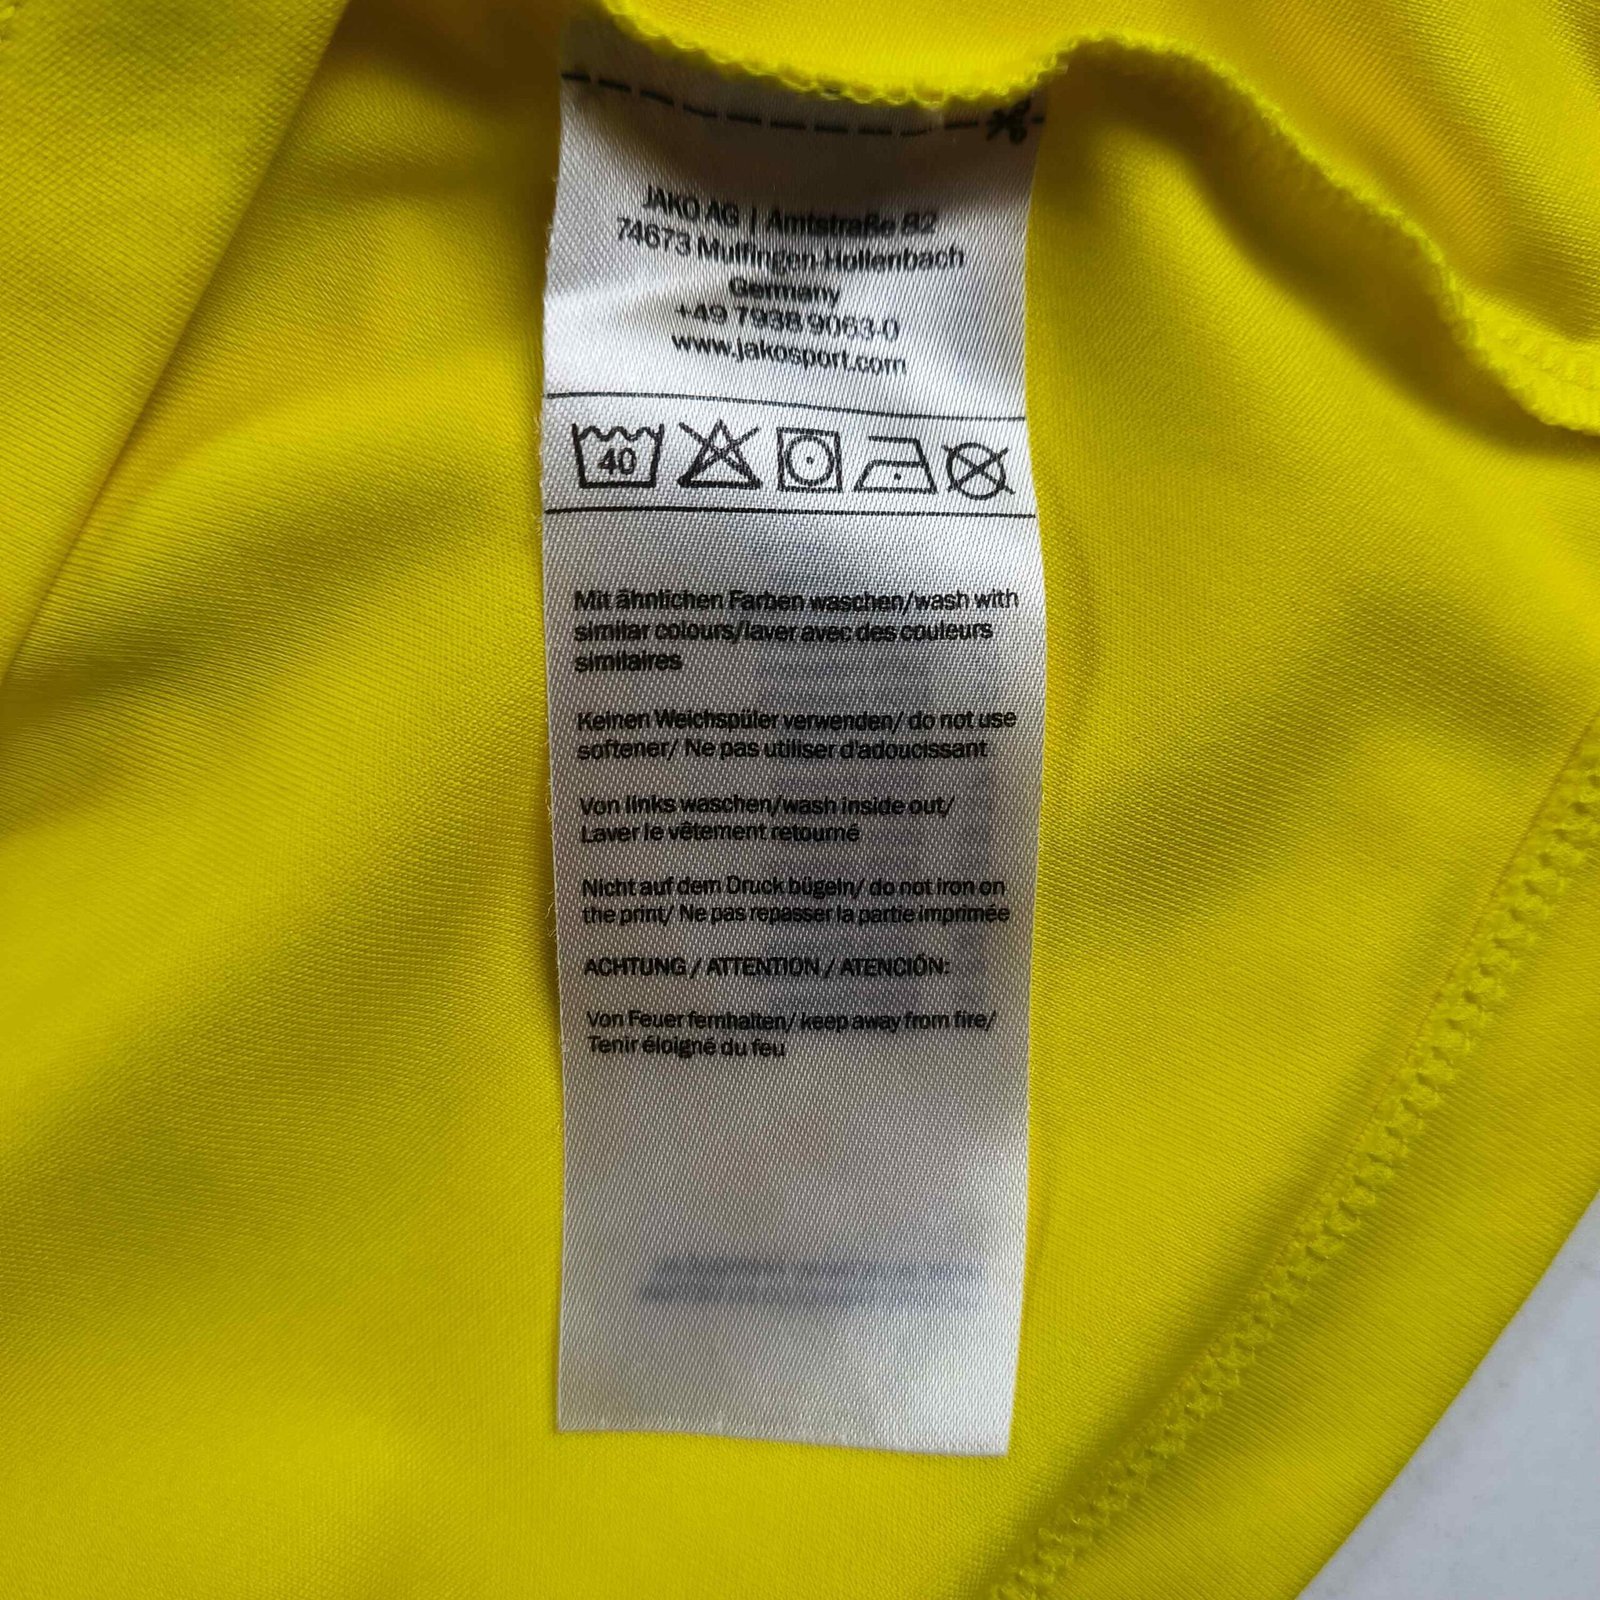 JAKO AG | Amtstraße 82
74673 Mulfingen-Hollenbach
Germany
+49 7938 9063-0
www.jakosport.com
40
Mit ähnlichen Farben waschen/wash with
similar colours/laver avec des couleurs
similaires
Keinen Weichspüler verwenden/ do not use
softener/ Ne pas utiliser d'adoucissant
Von links waschen/wash inside out/
Laver le vêtement retourné
Nicht auf dem Druck bügeln/ do not iron on
the print/ Ne pas repasser la partie imprimée
ACHTUNG / ATTENTION / ATENCIÓN:
Von Feuer fernhalten/ keep away from fire/
Tenir éloigné du feu